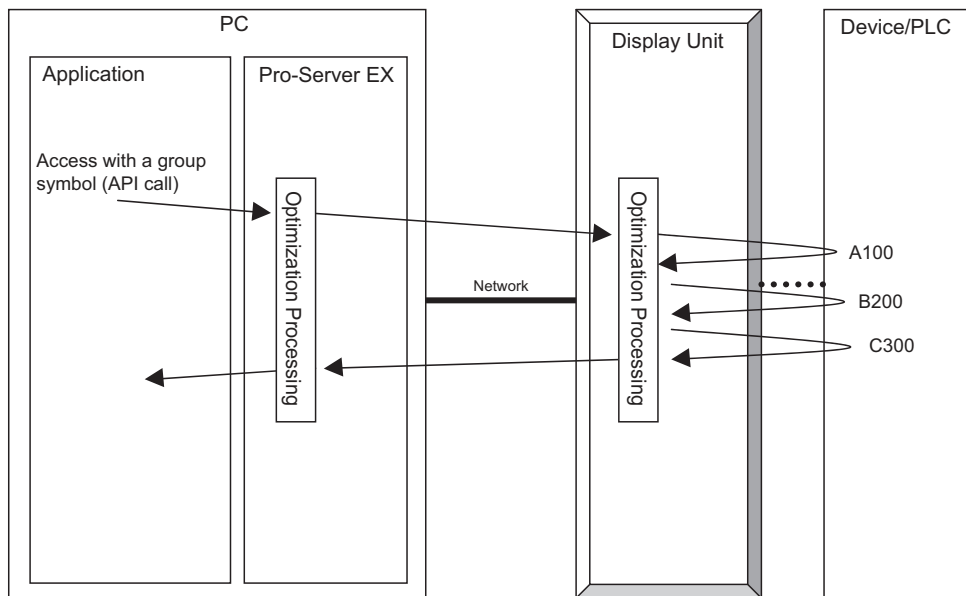 PC
Display Unit
Device/PLC
Application
Pro-Server EX
Access with a group
symbol (API call)
Optimization Processing
Optimization Processing
Network
A100
B200
C300